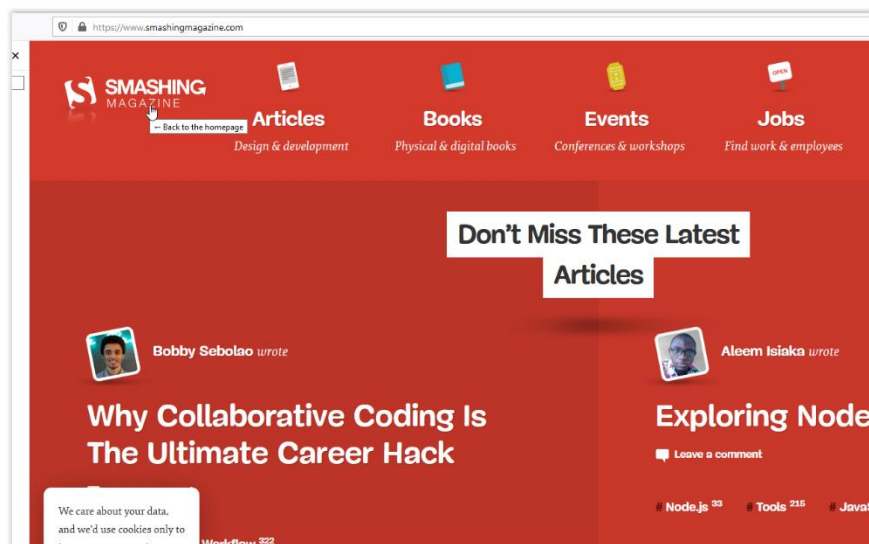 https://www.smashingmagazine.com
SMASHING
MAGAZINE
← Back to the homepage
Articles
Design & development
Books
Physical & digital books
Events
Conferences & workshops
OPEN
Jobs
Find work & employees
Don't Miss These Latest
Articles
Bobby Sebolao wrote
Why Collaborative Coding Is
The Ultimate Career Hack
Aleem Isiaka wrote
Exploring Node
Leave a comment
# Node.js 33 # Tools 215 # JavaS
We care about your data,
and we'd use cookies only to
Workflow 322